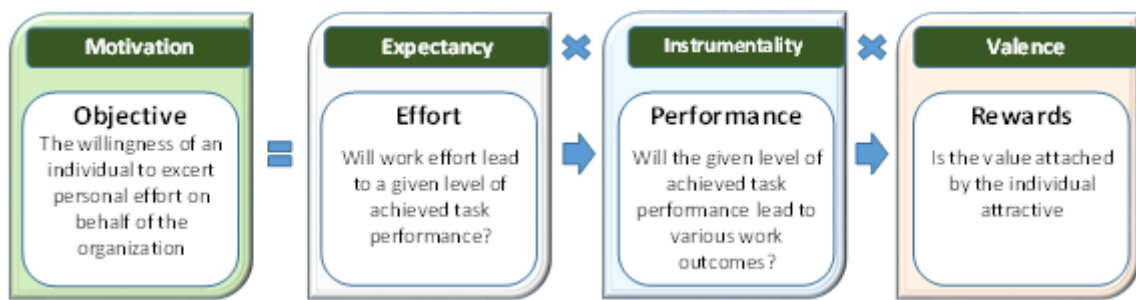 Motivation
Objective
The willingness of an
individual to excert
personal effort on
behalf of the
organization
Expectancy
Effort
Will work effort lead
to a given level of
achieved task
performance?
Instrumentality
Performance
Will the given level of
achieved task
performance lead to
various work
outcomes?
Valence
Rewards
Is the value attached
by the individual
attractive